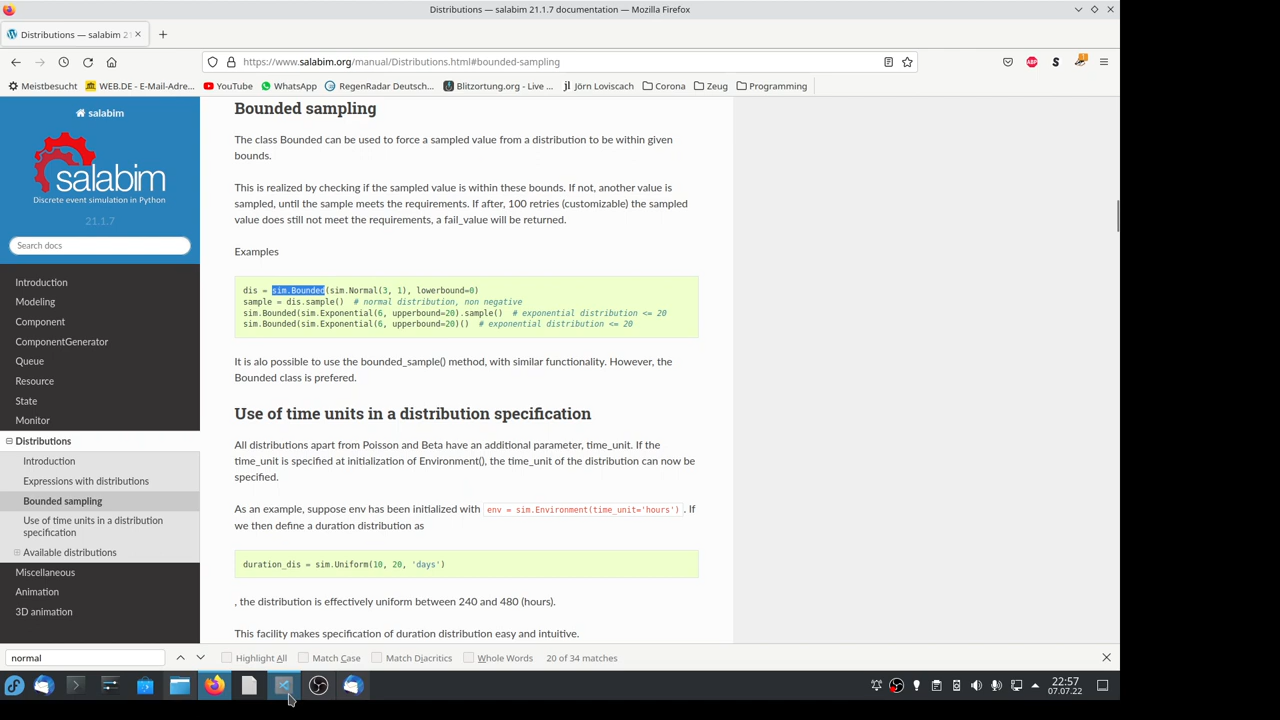 Distributions — salabim 21.1.7 documentation — Mozilla Firefox
Distributions — salabim 21
https://www.salabim.org/manual/Distributions.html#bounded-sampling
Meistbesucht
WEB.DE - E-Mail-Adre...
YouTube
WhatsApp
RegenRadar Deutsch...
Blitzortung.org - Live ...
jl Jörn Loviscach
Corona
Zeug
Programming
salabim
salabim
Discrete event simulation in Python
21.1.7
Search docs
Introduction
Modeling
Component
ComponentGenerator
Queue
Resource
State
Monitor
Distributions
Introduction
Expressions with distributions
Bounded sampling
Use of time units in a distribution
specification
Available distributions
Miscellaneous
Animation
3D animation
Bounded sampling
The class Bounded can be used to force a sampled value from a distribution to be within given
bounds.
This is realized by checking if the sampled value is within these bounds. If not, another value is
sampled, until the sample meets the requirements. If after, 100 retries (customizable) the sampled
value does still not meet the requirements, a fail_value will be returned.
Examples
dis = sim.Bounded(sim.Normal(3, 1), lowerbound=0)
sample = dis.sample()  # normal distribution, non negative
sim.Bounded(sim.Exponential(6, upperbound=20).sample()  # exponential distribution <= 20
sim.Bounded(sim.Exponential(6, upperbound=20)()  # exponential distribution <= 20
It is alo possible to use the bounded_sample() method, with similar functionality. However, the
Bounded class is prefered.
Use of time units in a distribution specification
All distributions apart from Poisson and Beta have an additional parameter, time_unit. If the
time_unit is specified at initialization of Environment(), the time_unit of the distribution can now be
specified.
As an example, suppose env has been initialized with env = sim.Environment(time_unit='hours') . If
we then define a duration distribution as
duration_dis = sim.Uniform(10, 20, 'days')
, the distribution is effectively uniform between 240 and 480 (hours).
This facility makes specification of duration distribution easy and intuitive.
normal
Highlight All
Match Case
Match Diacritics
Whole Words
20 of 34 matches
22:57
07.07.22